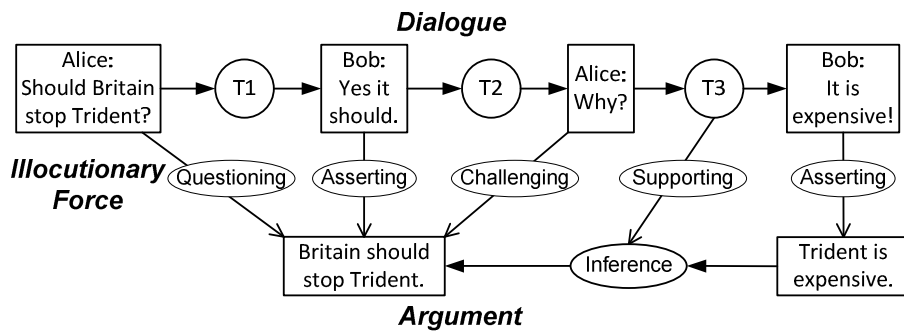 Dialogue
Alice:
Should Britain
stop Trident?
T1
Bob:
Yes it
should.
T2
Alice:
Why?
T3
Bob:
It is
expensive!
Illocutionary
Force
Questioning
Asserting
Challenging
Supporting
Asserting
Britain should
stop Trident.
Inference
Trident is
expensive.
Argument